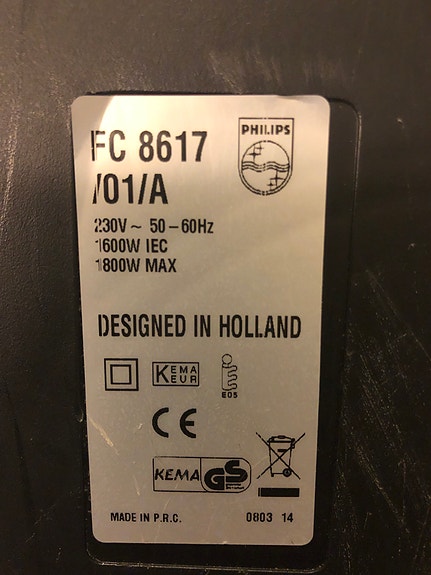 PHILIPS
FC 8617
/01/A
230V~ 50-60Hz
1600W IEC
1800W MAX
DESIGNED IN HOLLAND
KEMA
KEUR
E05
CE
KEMA GS
MADE IN P.R.C. 0803 14